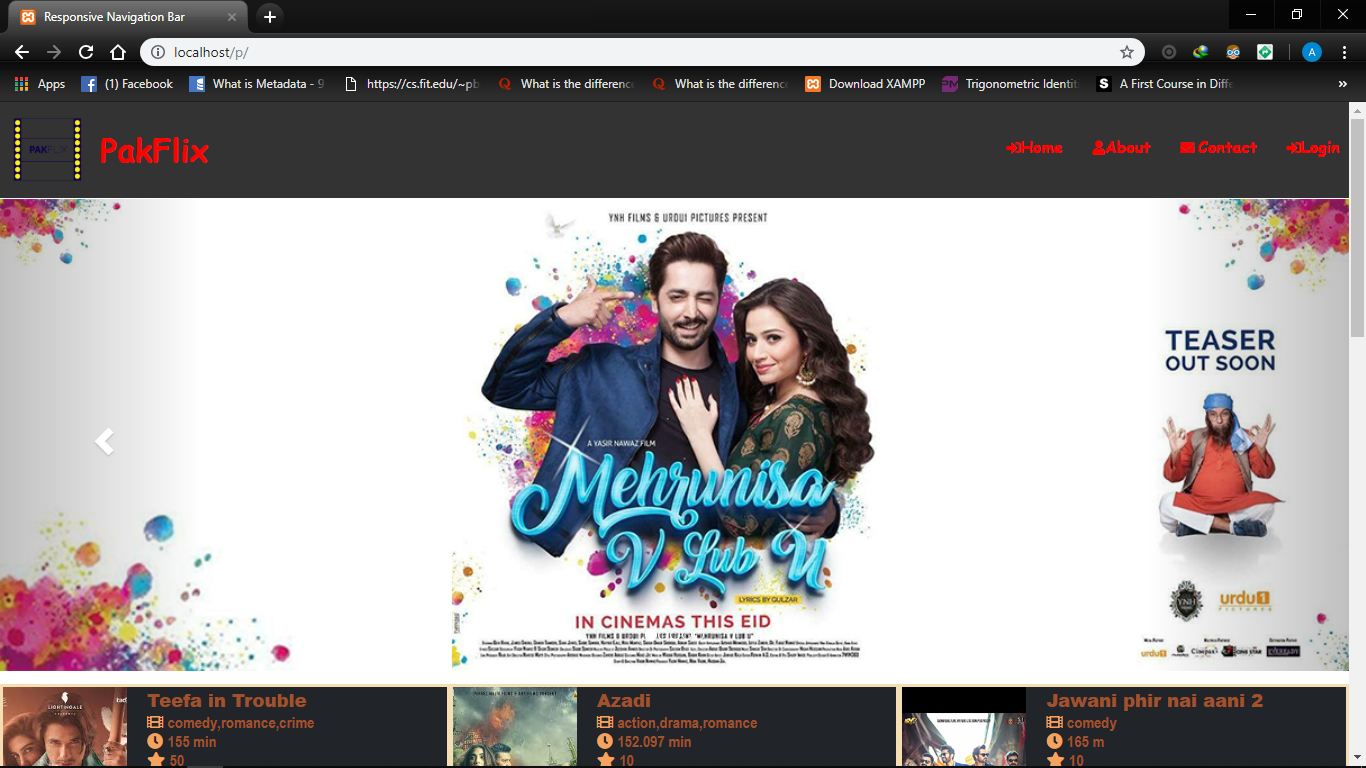 Responsive Navigation Bar
localhost/p/
A
Apps
(1) Facebook
What is Metadata - 9
https://cs.fit.edu/~pb
What is the difference
What is the difference
Download XAMPP
Trigonometric Identit
A First Course in Diffe
»
PAKFLIX
PakFlix
Home
About
Contact
Login
YNH FILMS & URDU1 PICTURES PRESENT
TEASER
OUT SOON
A YASIR NAWAZ FILM
Mehrunisa
V Lub U
LYRICS BY GULZAR
IN CINEMAS THIS EID
YNH
urdu1
PICTURES
urdu1
LIGHTINGALE
Teefa in Trouble
comedy,romance,crime
155 min
50
Azadi
action,drama,romance
152.097 min
10
Jawani phir nai aani 2
comedy
165 m
10